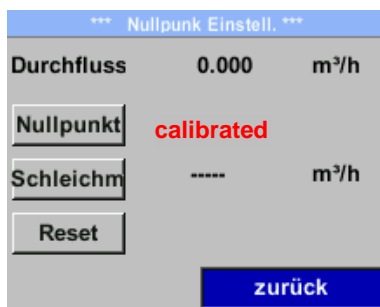 *** Nullpunk Einstell. ***
Durchfluss 0.000 m³/h
Nullpunkt calibrated
Schleichm ----- m³/h
Reset
zurück